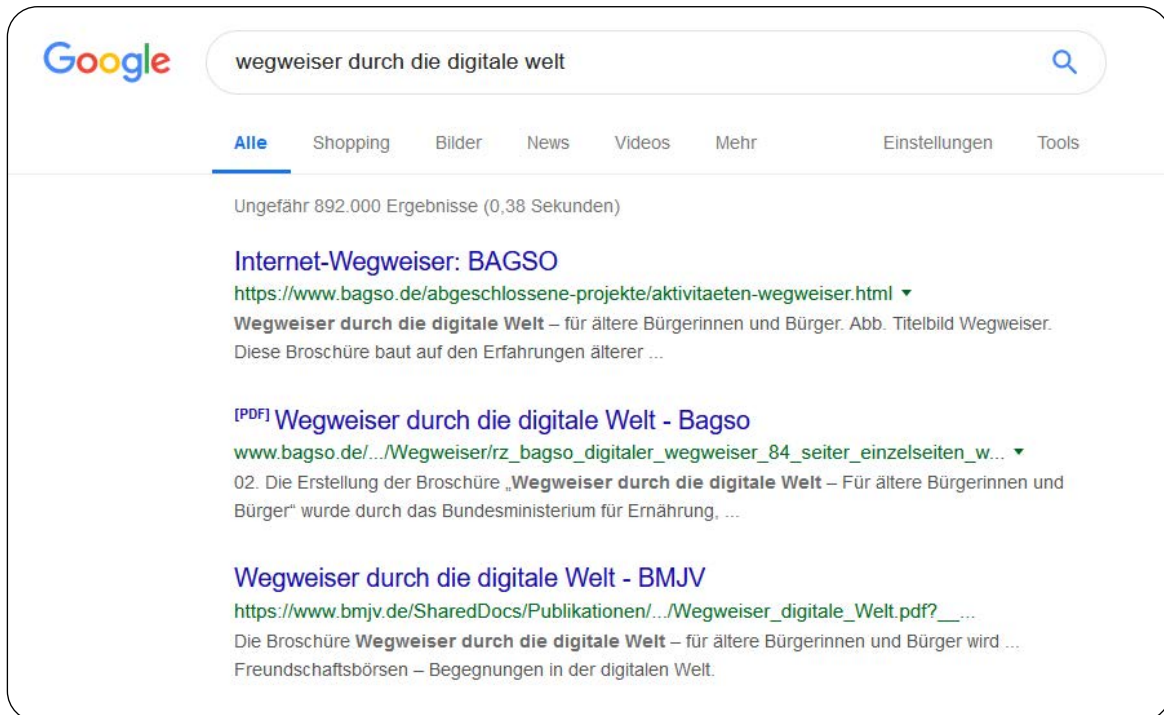 Google
wegweiser durch die digitale welt
Alle Shopping Bilder News Videos Mehr Einstellungen Tools
Ungefähr 892.000 Ergebnisse (0,38 Sekunden)
Internet-Wegweiser: BAGSO
https://www.bagso.de/abgeschlossene-projekte/aktivitaeten-wegweiser.html
Wegweiser durch die digitale Welt – für ältere Bürgerinnen und Bürger. Abb. Titelbild Wegweiser.
Diese Broschüre baut auf den Erfahrungen älterer ...
[PDF] Wegweiser durch die digitale Welt - Bagso
www.bagso.de/.../Wegweiser/rz_bagso_digitaler_wegweiser_84_seiter_einzelseiten_w...
02. Die Erstellung der Broschüre „Wegweiser durch die digitale Welt – Für ältere Bürgerinnen und
Bürger“ wurde durch das Bundesministerium für Ernährung, ...
Wegweiser durch die digitale Welt - BMJV
https://www.bmjv.de/SharedDocs/Publikationen/.../Wegweiser_digitale_Welt.pdf?__...
Die Broschüre Wegweiser durch die digitale Welt – für ältere Bürgerinnen und Bürger wird ...
Freundschaftsbörsen – Begegnungen in der digitalen Welt.